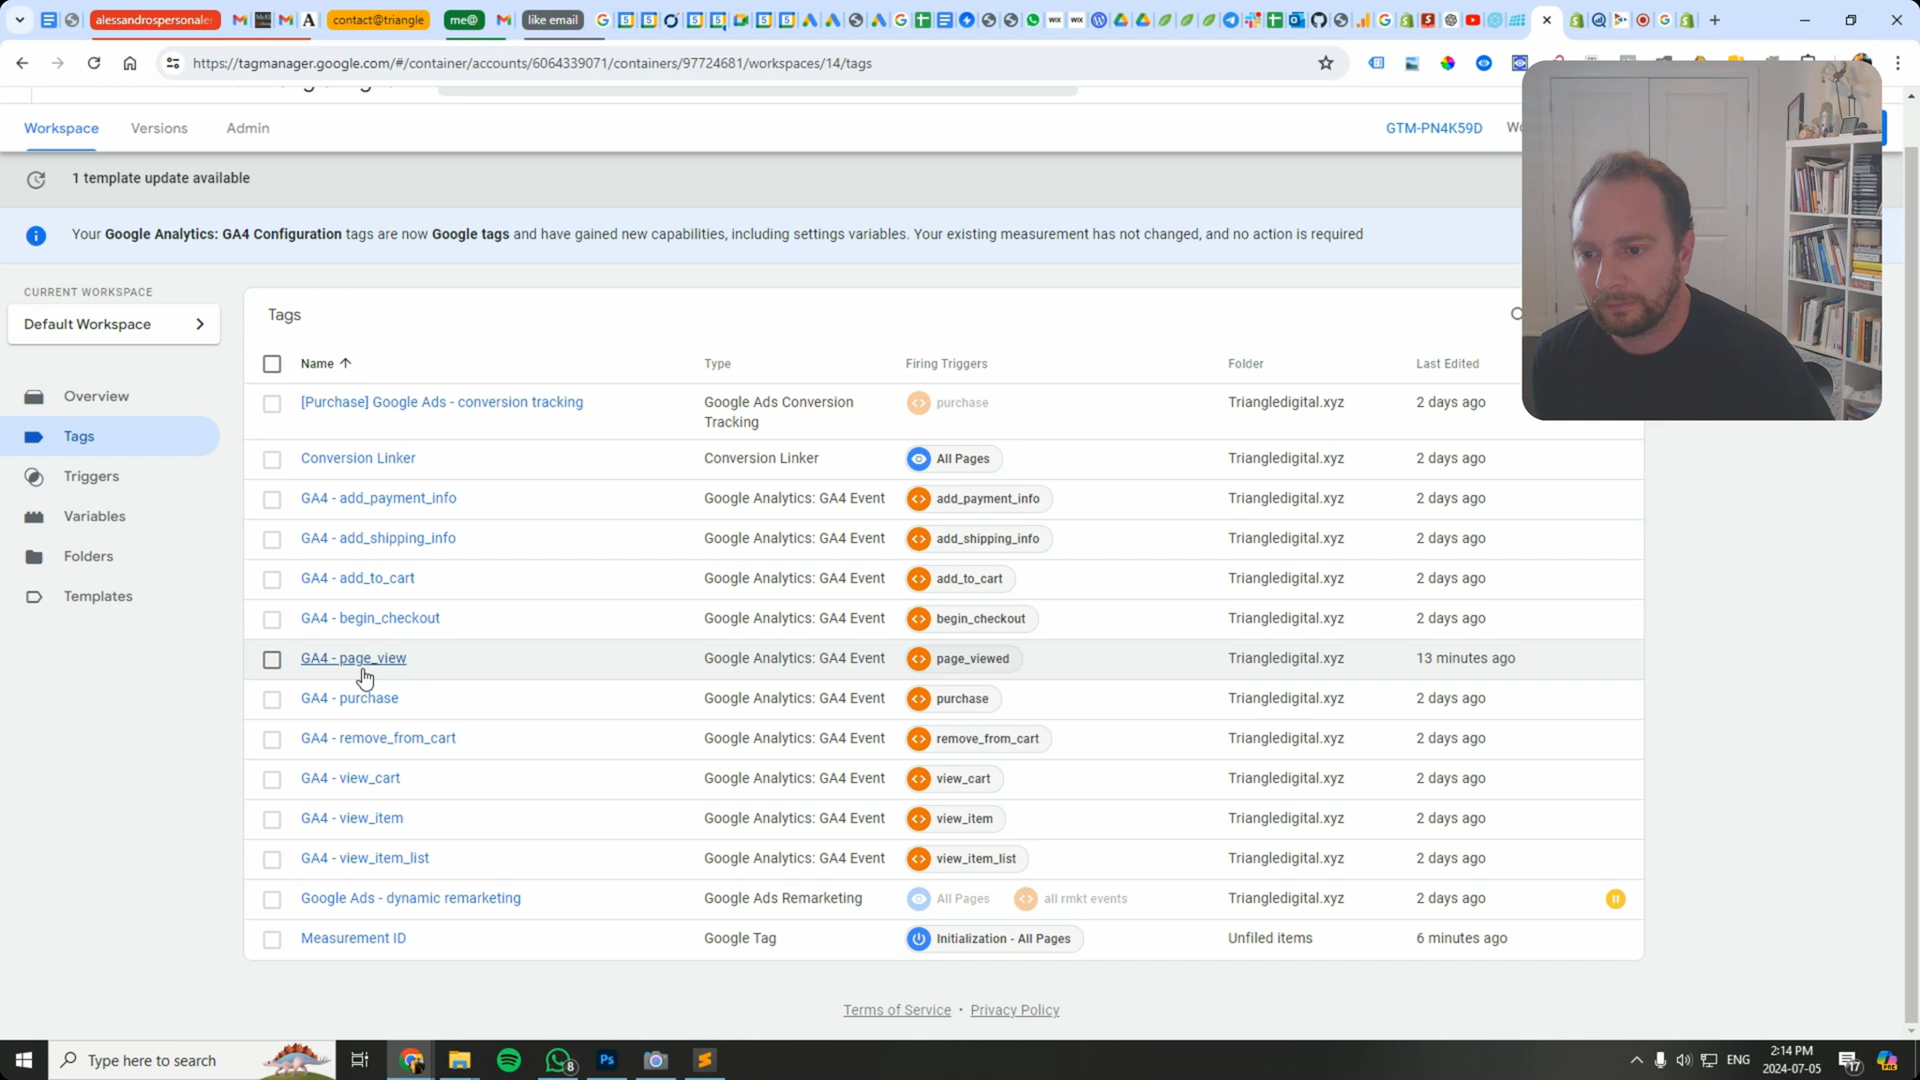 alessandrospersonaler
contact@triangle
me@
like email
https://tagmanager.google.com/#/container/accounts/6064339071/containers/97724681/workspaces/14/tags
Workspace
Versions
Admin
GTM-PN4K59D
1 template update available
Your Google Analytics: GA4 Configuration tags are now Google tags and have gained new capabilities, including settings variables. Your existing measurement has not changed, and no action is required
CURRENT WORKSPACE
Default Workspace
Overview
Tags
Triggers
Variables
Folders
Templates
Tags
Name Type Firing Triggers Folder Last Edited
[Purchase] Google Ads - conversion tracking Google Ads Conversion Tracking purchase Triangledigital.xyz 2 days ago
Conversion Linker Conversion Linker All Pages Triangledigital.xyz 2 days ago
GA4 - add_payment_info Google Analytics: GA4 Event add_payment_info Triangledigital.xyz 2 days ago
GA4 - add_shipping_info Google Analytics: GA4 Event add_shipping_info Triangledigital.xyz 2 days ago
GA4 - add_to_cart Google Analytics: GA4 Event add_to_cart Triangledigital.xyz 2 days ago
GA4 - begin_checkout Google Analytics: GA4 Event begin_checkout Triangledigital.xyz 2 days ago
GA4 - page_view Google Analytics: GA4 Event page_viewed Triangledigital.xyz 13 minutes ago
GA4 - purchase Google Analytics: GA4 Event purchase Triangledigital.xyz 2 days ago
GA4 - remove_from_cart Google Analytics: GA4 Event remove_from_cart Triangledigital.xyz 2 days ago
GA4 - view_cart Google Analytics: GA4 Event view_cart Triangledigital.xyz 2 days ago
GA4 - view_item Google Analytics: GA4 Event view_item Triangledigital.xyz 2 days ago
GA4 - view_item_list Google Analytics: GA4 Event view_item_list Triangledigital.xyz 2 days ago
Google Ads - dynamic remarketing Google Ads Remarketing All Pages all rmkt events Triangledigital.xyz 2 days ago
Measurement ID Google Tag Initialization - All Pages Unfiled items 6 minutes ago
Terms of Service • Privacy Policy
Type here to search
8
Ps
ENG
2:14 PM
2024-07-05
17